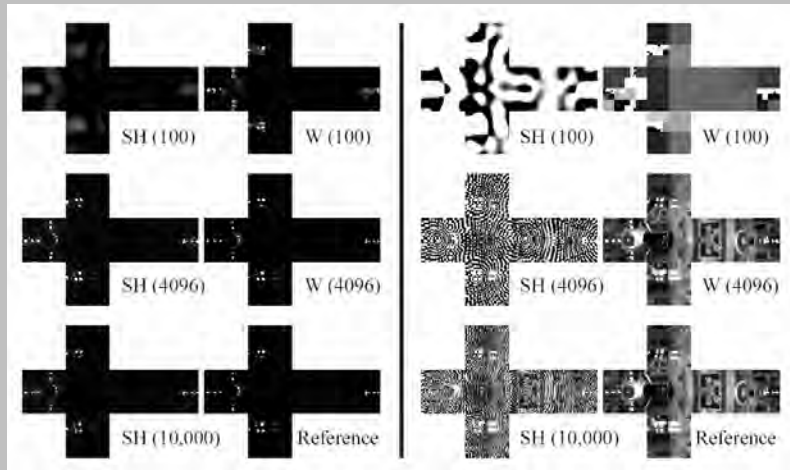 SH (100)
W (100)
SH (100)
W (100)
SH (4096)
W (4096)
SH (4096)
W (4096)
SH (10,000)
Reference
SH (10,000)
Reference